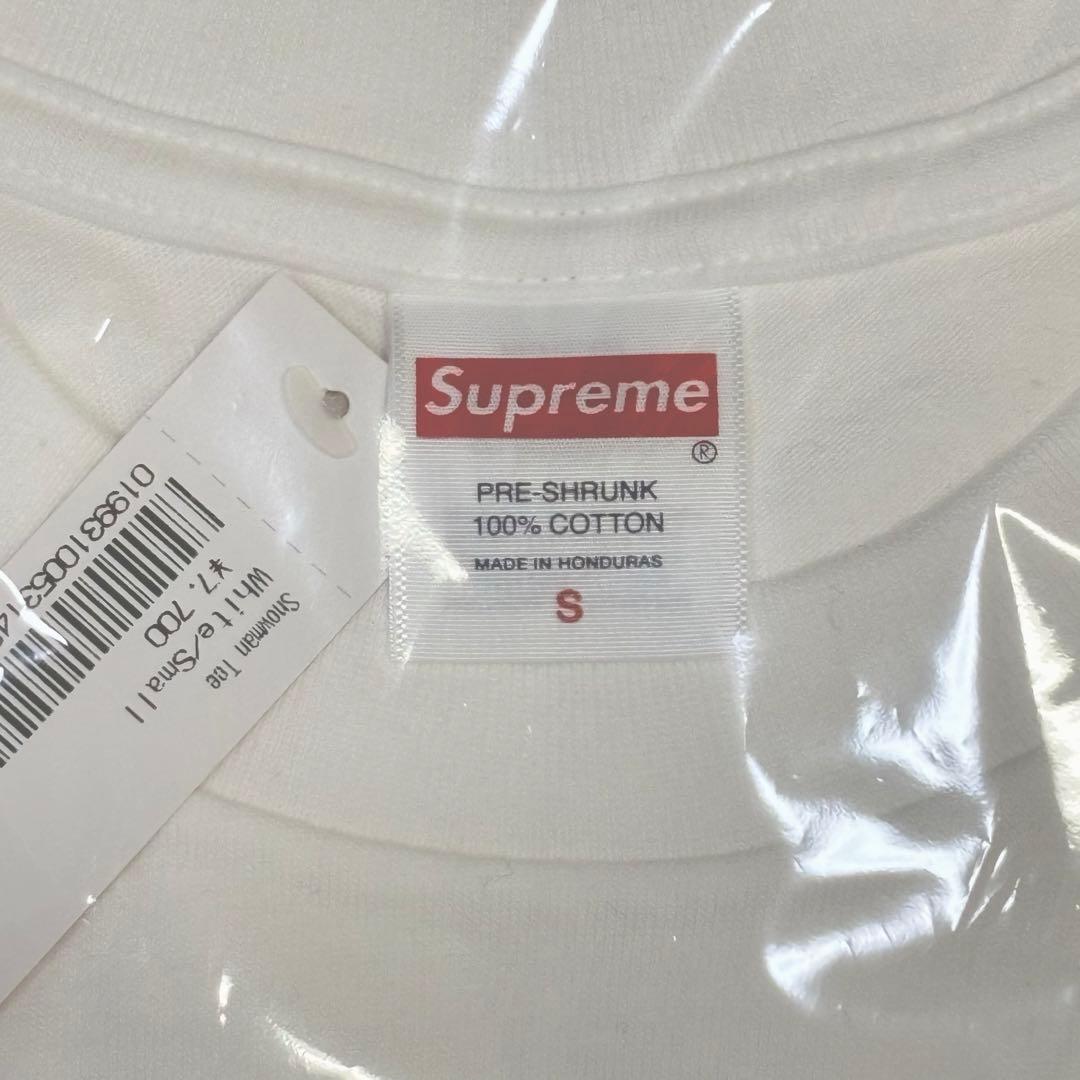 Supreme
®
PRE-SHRUNK
100% COTTON
MADE IN HONDURAS
S
Snowman Tee
White/Small
*7,700